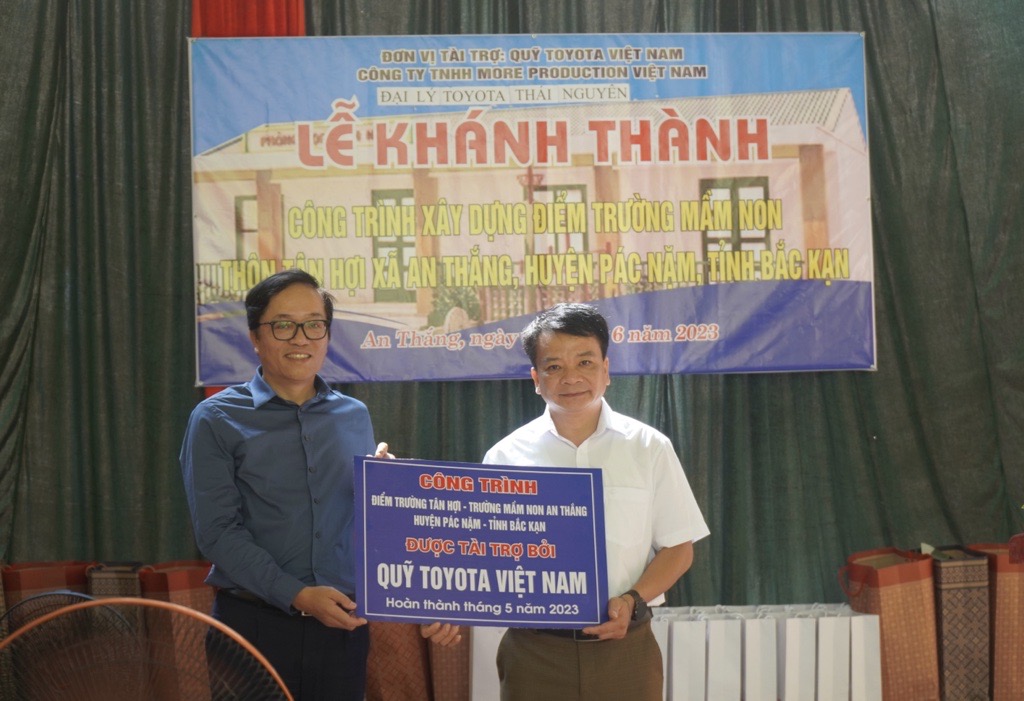 ĐƠN VỊ TÀI TRỢ: QUỸ TOYOTA VIỆT NAM
CÔNG TY TNHH MORE PRODUCTION VIỆT NAM
ĐẠI LÝ TOYOTA THÁI NGUYÊN
LỄ KHÁNH THÀNH
CÔNG TRÌNH XÂY DỰNG ĐIỂM TRƯỜNG MẦM NON
THÔN TÂN HỢI XÃ AN THẮNG, HUYỆN PÁC NẶM, TỈNH BẮC KẠN
An Thắng, ngày 6 năm 2023
CÔNG TRÌNH
ĐIỂM TRƯỜNG TÂN HỢI - TRƯỜNG MẦM NON AN THẮNG
HUYỆN PÁC NẶM - TỈNH BẮC KẠN
ĐƯỢC TÀI TRỢ BỞI
QUỸ TOYOTA VIỆT NAM
Hoàn thành tháng 5 năm 2023